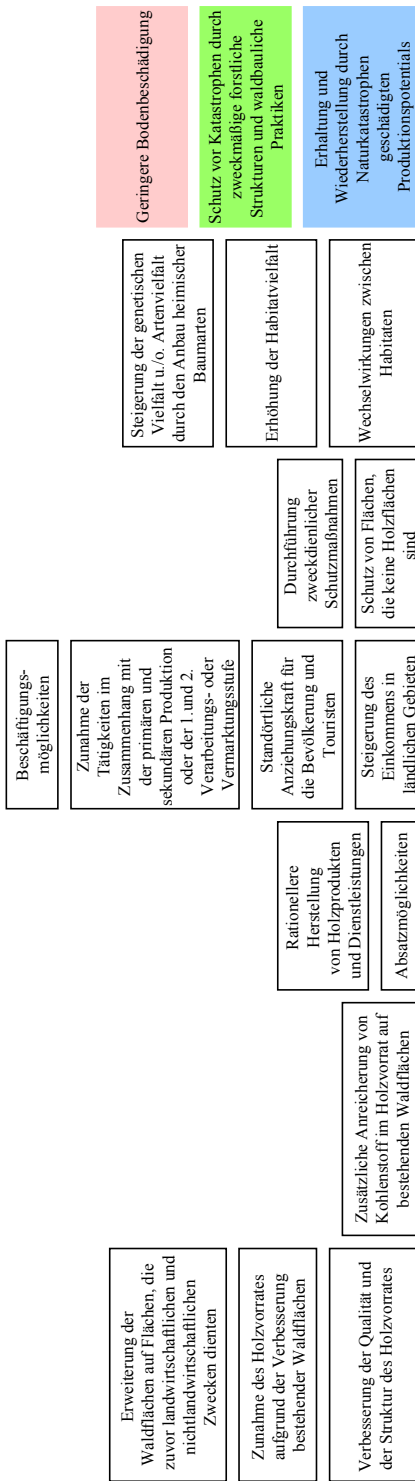 Erweiterung der
Waldflächen auf Flächen, die
zuvor landwirtschaftlichen und
nichtlandwirtschaftlichen
Zwecken dienten
Zunahme des Holzvorrates
aufgrund der Verbesserung
bestehender Waldflächen
Verbesserung der Qualität und
der Struktur des Holzvorrates
Zusätzliche Anreicherung von
Kohlenstoff im Holzvorrat auf
bestehenden Waldflächen
Rationellere
Herstellung
von Holzprodukten
und Dienstleistungen
Absatzmöglichkeiten
Beschäftigungs-
möglichkeiten
Zunahme der
Tätigkeiten im
Zusammenhang mit
der primären und
sekundären Produktion
oder der 1. und 2.
Verarbeitungs- oder
Vermarktungsstufe
Standörtliche
Anziehungskraft für
die Bevölkerung und
Touristen
Steigerung des
Einkommens in
ländlichen Gebieten
Durchführung
zweckdienlicher
Schutzmaßnahmen
Schutz von Flächen,
die keine Holzflächen
sind
Steigerung der genetischen
Vielfalt u./o. Artenvielfalt
durch den Anbau heimischer
Baumarten
Erhöhung der Habitatvielfalt
Wechselwirkungen zwischen
Habitaten
Geringere Bodenbeschädigung
Schutz vor Katastrophen durch
zweckmäßige forstliche
Strukturen und waldbauliche
Praktiken
Erhaltung und
Wiederherstellung durch
Naturkatastrophen
geschädigten
Produktionspotentials